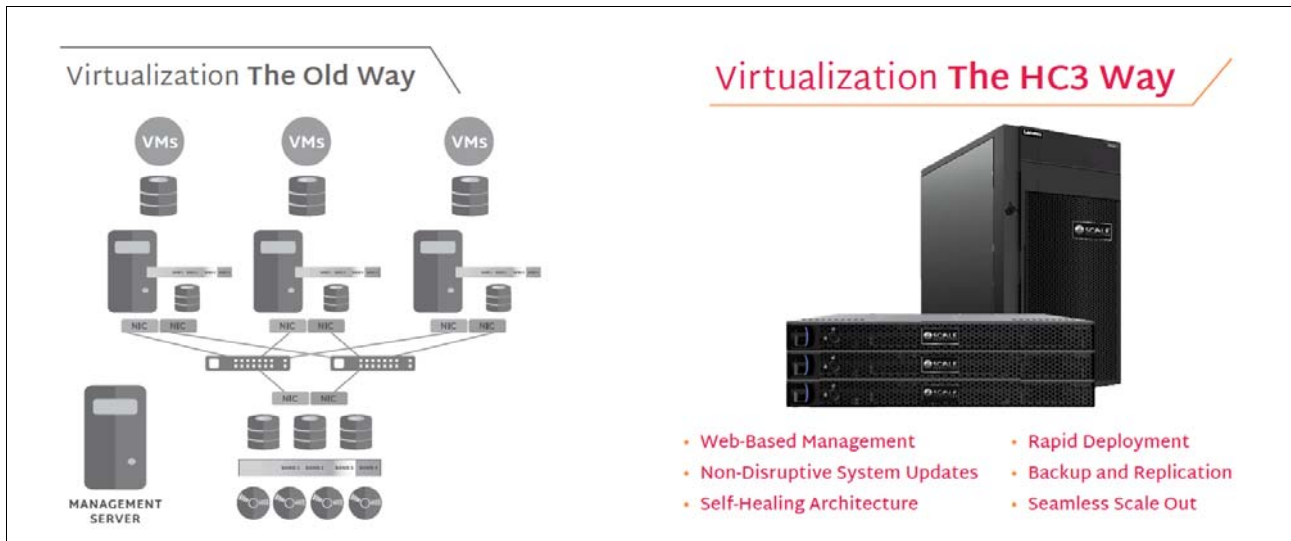 Virtualization The Old Way
VMs VMs VMs
NIC NIC NIC NIC NIC NIC
NIC NIC
MANAGEMENT
SERVER
Virtualization The HC3 Way
Lenovo
SCALE
SCALE
SCALE
SCALE
• Web-Based Management
• Non-Disruptive System Updates
• Self-Healing Architecture
• Rapid Deployment
• Backup and Replication
• Seamless Scale Out